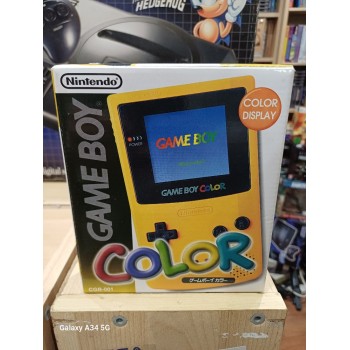 HEDGEHOG
Nintendo
GAME BOY
COLOR
DISPLAY
POWER
GAME BOY
GAME BOY COLOR
Nintendo
COLOR
CGB-001
ゲームボーイカラー
Galaxy A34 5G